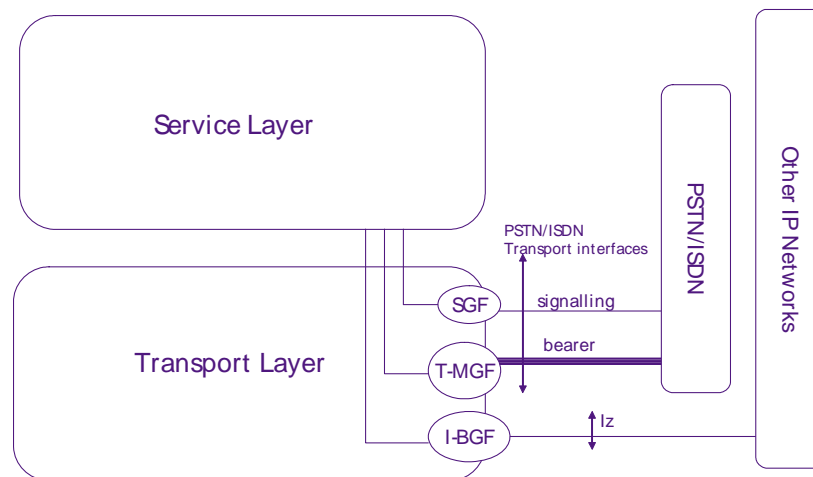 Service Layer
PSTN/ISDN
Transport interfaces
SGF
signalling
bearer
Transport Layer
T-MGF
I-BGF
Iz
PSTN/ISDN
Other IP Networks